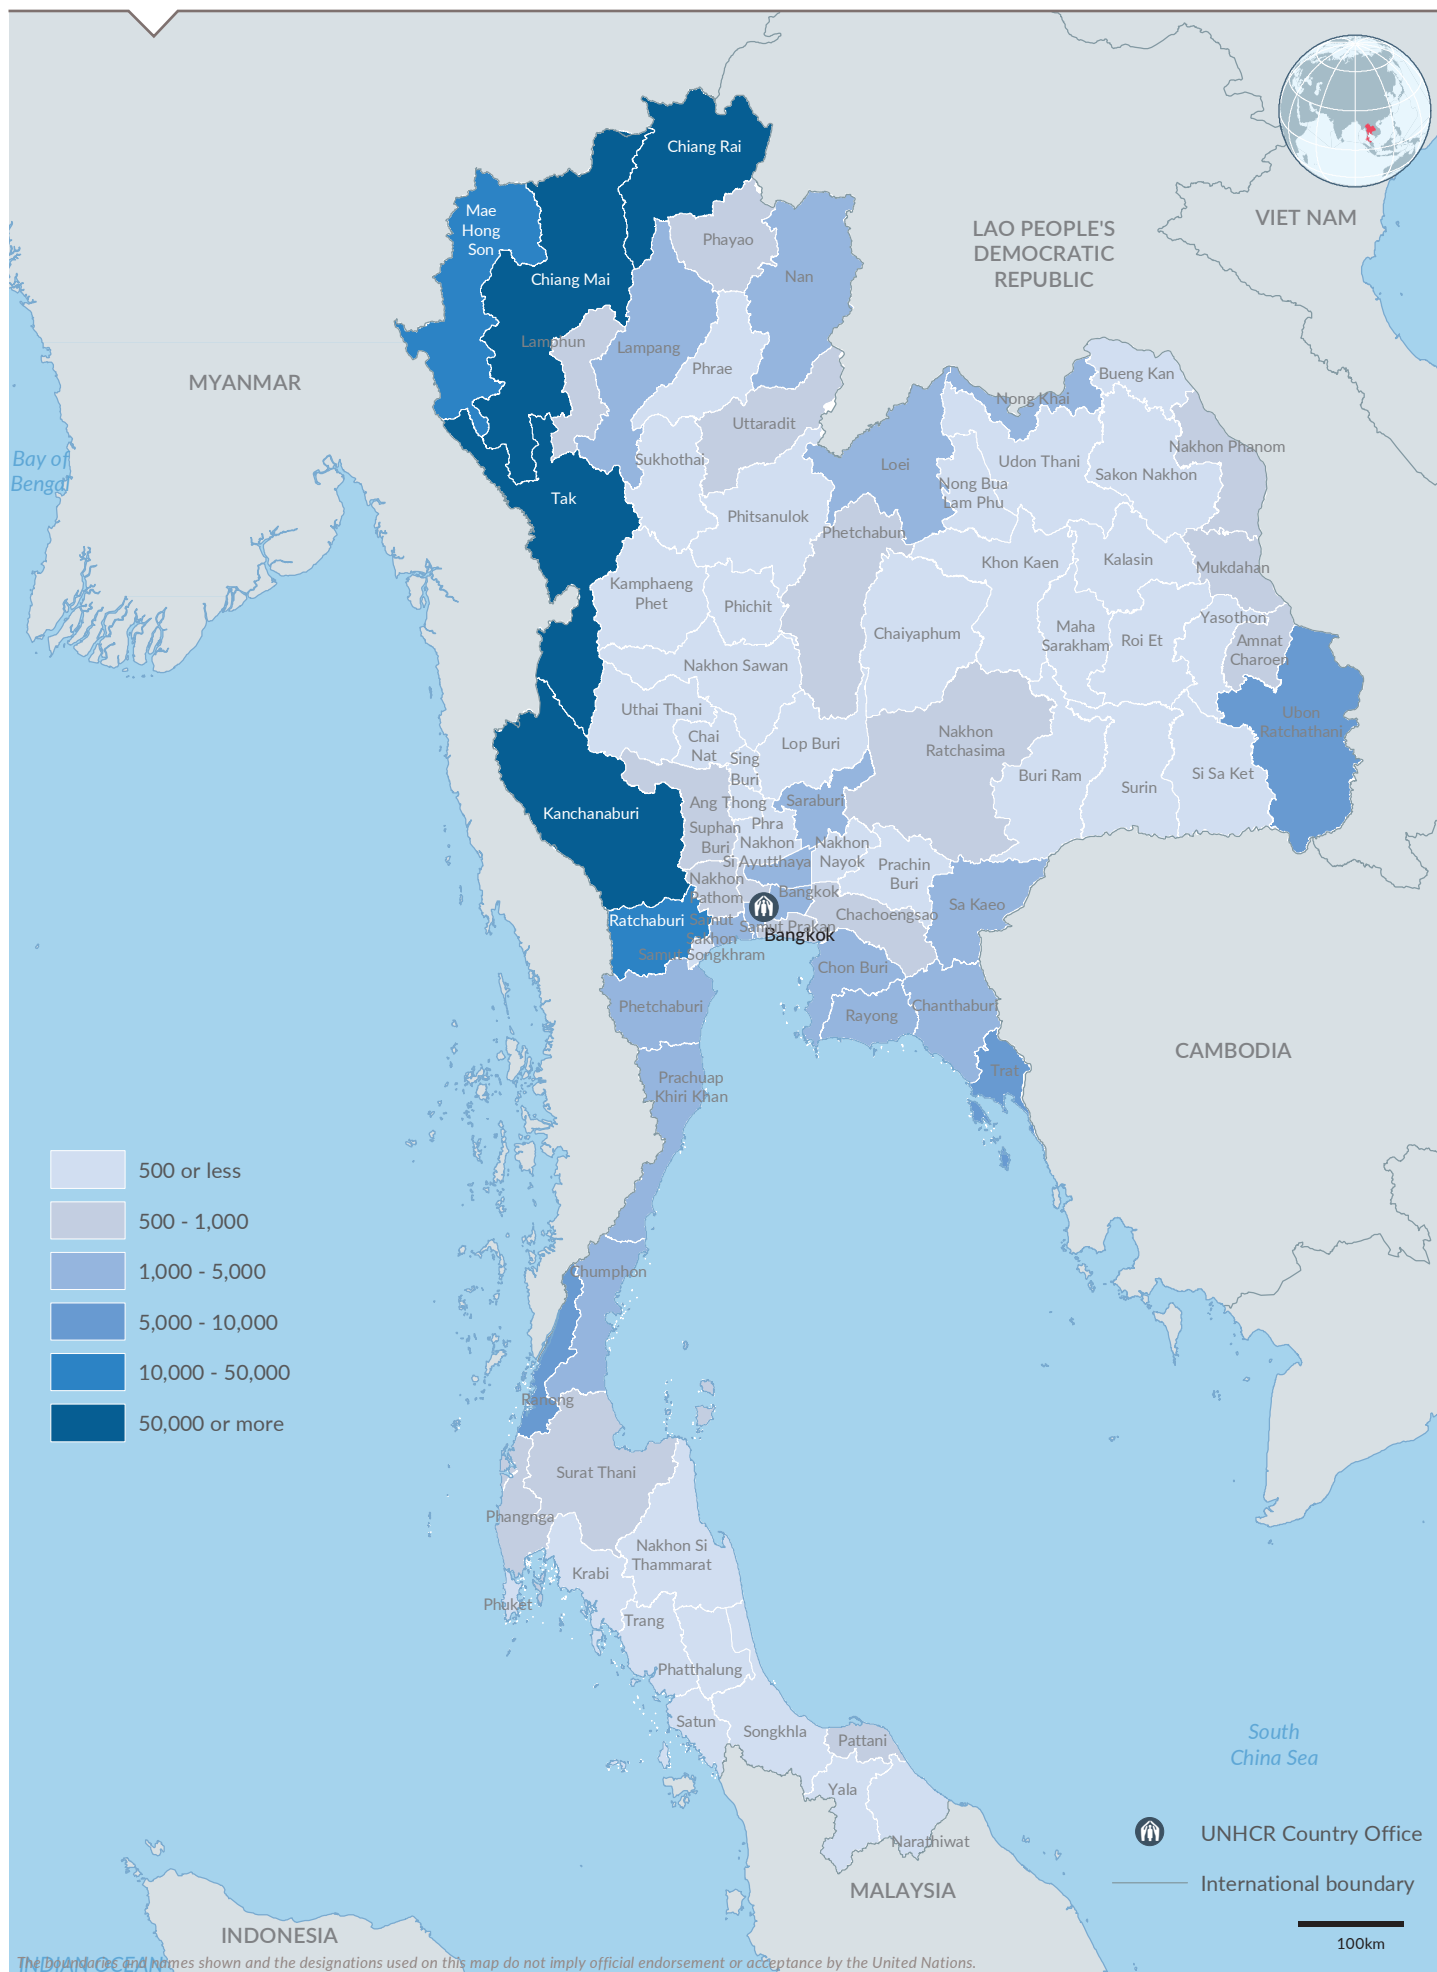 Chiang Rai
Mae
Hong
Son
VIET NAM
LAO PEOPLE'S
DEMOCRATIC
REPUBLIC
Phayao
Nan
Chiang Mai
Lamphun
Lampang
Phrae
MYANMAR
Bueng Kan
Nong Khai
Uttaradit
Nakhon Phanom
Bay of
Bengal
Sukhothai
Loei
Udon Thani
Sakon Nakhon
Nong Bua
Lam Phu
Tak
Phitsanulok
Phetchabun
Khon Kaen
Kalasin
Mukdahan
Kamphaeng
Phet
Phichit
Chaiyaphum
Maha
Sarakham
Roi Et
Yasothon
Amnat
Charoen
Nakhon Sawan
Uthai Thani
Chai
Nat
Lop Buri
Nakhon
Ratchasima
Ubon
Ratchathani
Sing
Buri
Buri Ram
Surin
Si Sa Ket
Kanchanaburi
Ang Thong
Saraburi
Suphan
Buri
Phra
Nakhon
Si Ayutthaya
Nakhon
Nayok
Prachin
Buri
Nakhon
Pathom
Bangkok
Sa Kaeo
Ratchaburi
Samut
Sakhon
Samut Prakan
Chachoengsao
Bangkok
Samut Songkhram
Chon Buri
Phetchaburi
Rayong
Chanthaburi
CAMBODIA
Trat
Prachuap
Khiri Khan
500 or less
500 - 1,000
1,000 - 5,000
5,000 - 10,000
10,000 - 50,000
50,000 or more
Chumphon
Ranong
Surat Thani
Phangnga
Nakhon Si
Thammarat
Krabi
Phuket
Trang
Phatthalung
Satun
Songkhla
Pattani
Yala
Narathiwat
South
China Sea
UNHCR Country Office
International boundary
100km
MALAYSIA
INDONESIA
INDIAN OCEAN
The boundaries and names shown and the designations used on this map do not imply official endorsement or acceptance by the United Nations.